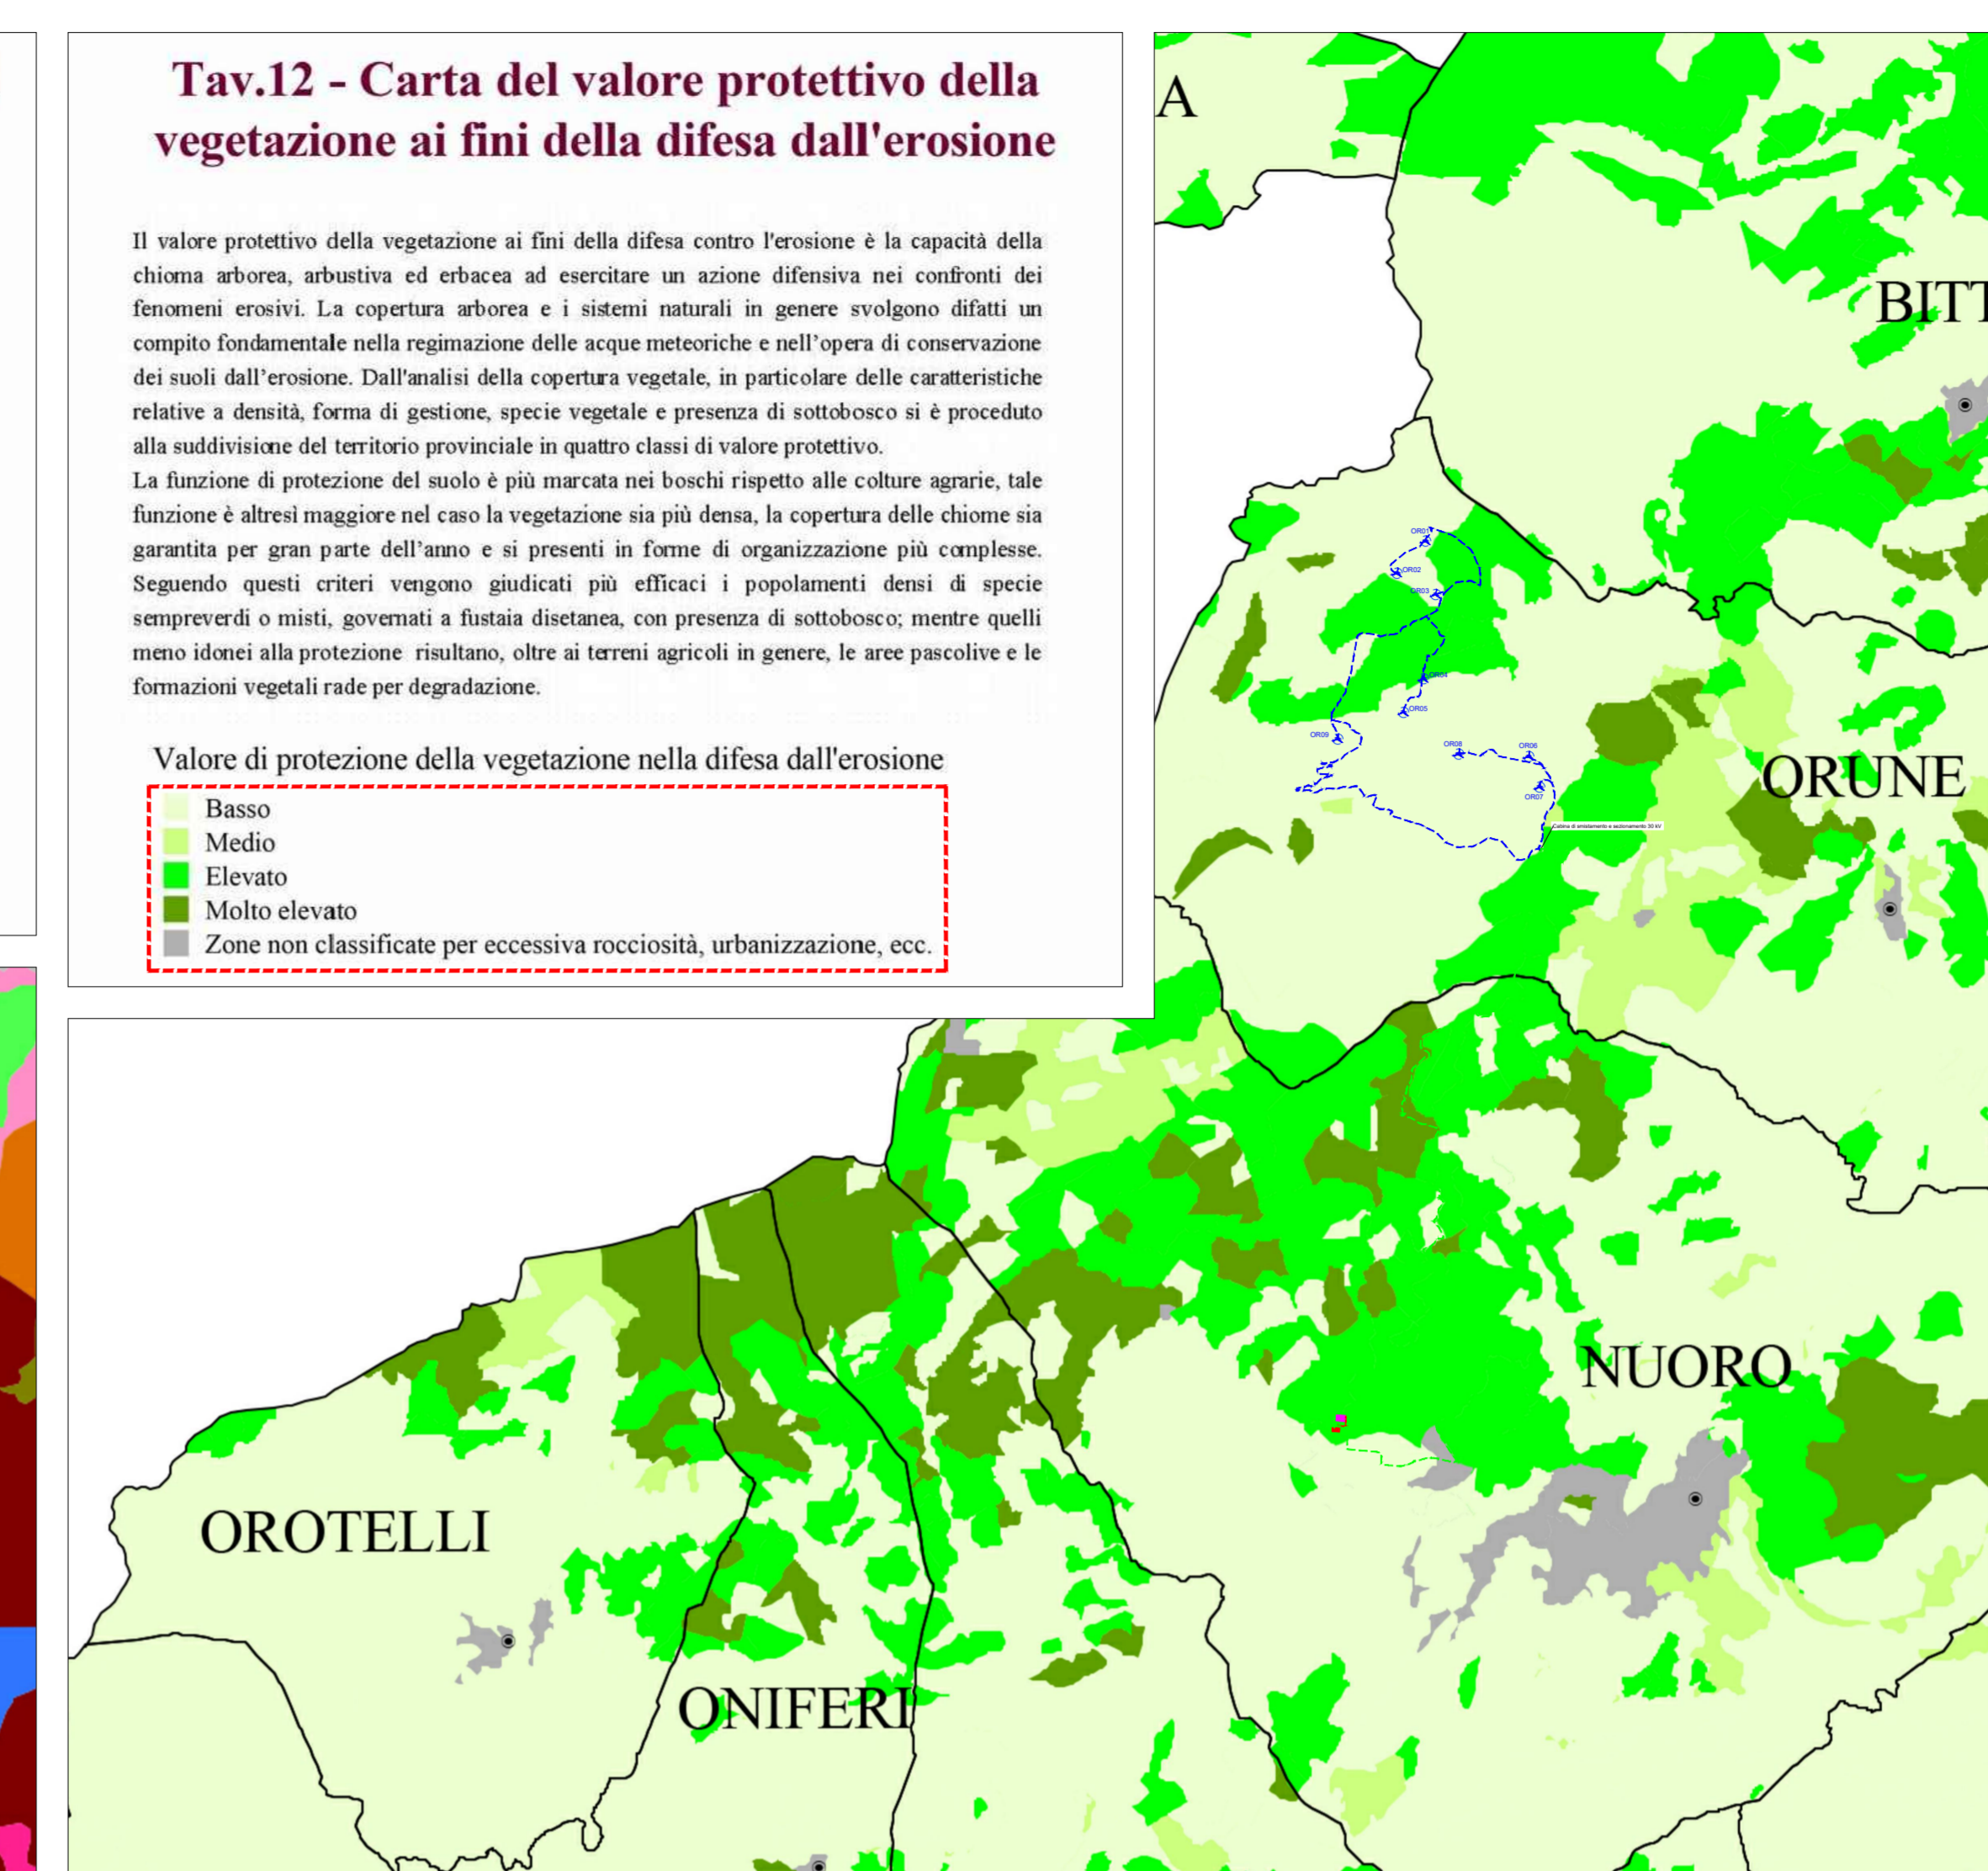 Tav.12 - Carta del valore protettivo della
vegetazione ai fini della difesa dall'erosione
Il valore protettivo della vegetazione ai fini della difesa contro l'erosione è la capacità della
chioma arborea, arbustiva ed erbacea ad esercitare un azione difensiva nei confronti dei
fenomeni erosivi. La copertura arborea e i sistemi naturali in genere svolgono difatti un
compito fondamentale nella regimazione delle acque meteoriche e nell'opera di conservazione
dei suoli dall'erosione. Dall'analisi della copertura vegetale, in particolare delle caratteristiche
relative a densità, forma di gestione, specie vegetale e presenza di sottobosco si è proceduto
alla suddivisione del territorio provinciale in quattro classi di valore protettivo.
La funzione di protezione del suolo è più marcata nei boschi rispetto alle colture agrarie, tale
funzione è altresì maggiore nel caso la vegetazione sia più densa, la copertura delle chiome sia
garantita per gran parte dell'anno e si presenti in forme di organizzazione più complesse.
Seguendo questi criteri vengono giudicati più efficaci i popolamenti densi di specie
sempreverdi o misti, governati a fustaia disetanea, con presenza di sottobosco; mentre quelli
meno idonei alla protezione risultano, oltre ai terreni agricoli in genere, le aree pascolive e le
formazioni vegetali rade per degradazione.
Valore di protezione della vegetazione nella difesa dall'erosione
Basso
Medio
Elevato
Molto elevato
Zone non classificate per eccessiva rocciosità, urbanizzazione, ecc.
A
BITT
OR01
OR02
OR03
OR04
OR05
OR09
OR08
OR06
OR07
ORUNE
Cabina di smistamento e sezionamento 30 kV
NUORO
OROTELLI
ONIFERI